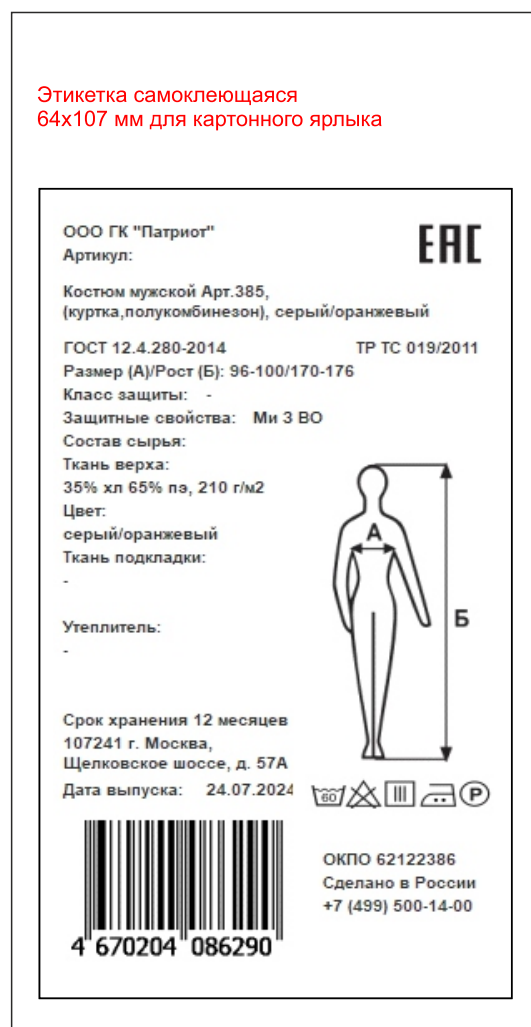 Этикетка самоклеющаяся
64х107 мм для картонного ярлыка
ООО ГК "Патриот"
EAC
Артикул:
Костюм мужской Арт.385,
(куртка,полукомбинезон), серый/оранжевый
ГОСТ 12.4.280-2014 ТР ТС 019/2011
Размер (А)/Рост (Б): 96-100/170-176
Класс защиты: -
Защитные свойства: Ми З ВО
Состав сырья:
Ткань верха:
35% хл 65% пэ, 210 г/м2
Цвет:
серый/оранжевый
Ткань подкладки:
-
А
Б
Утеплитель:
-
Срок хранения 12 месяцев
107241 г. Москва,
Щелковское шоссе, д. 57А
Дата выпуска: 24.07.2024
60 P
ОКПО 62122386
Сделано в России
+7 (499) 500-14-00
4 670204 086290